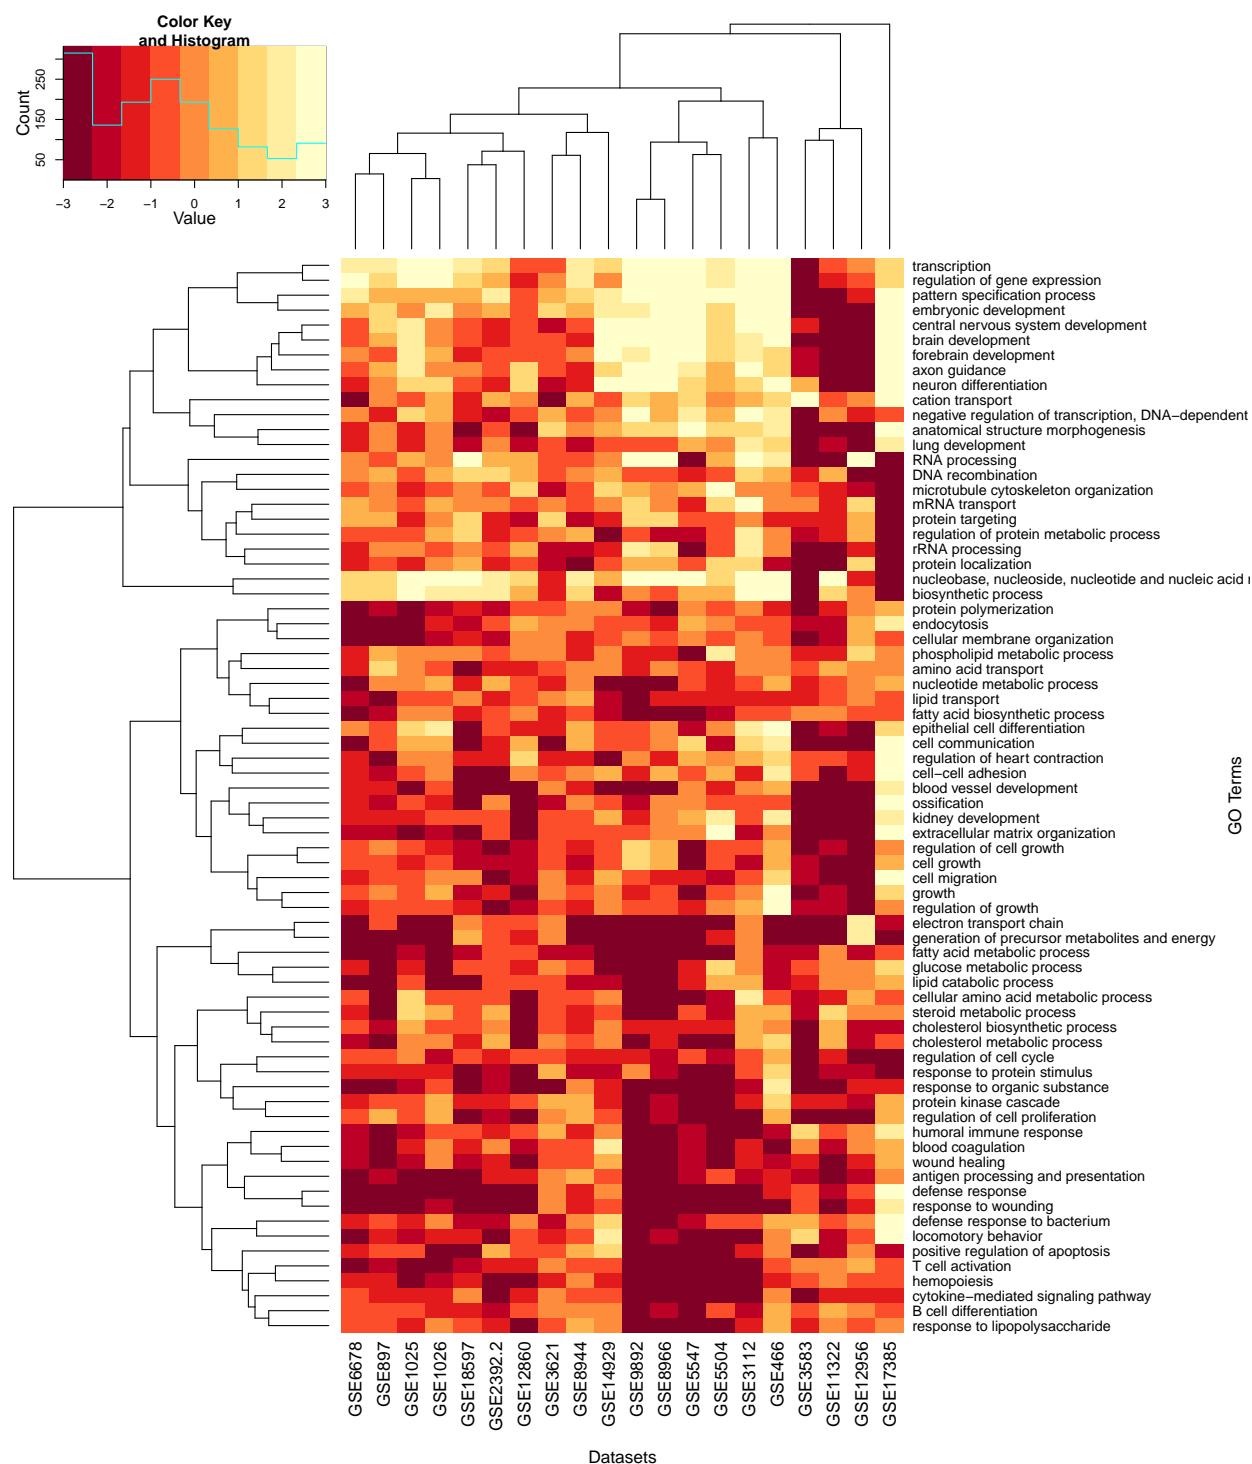 Color Key
and Histogram
Count
50
150
250
−3
−2
−1
0
1
2
3
Value
transcription
regulation of gene expression
pattern specification process
embryonic development
central nervous system development
brain development
forebrain development
axon guidance
neuron differentiation
cation transport
negative regulation of transcription, DNA−dependent
anatomical structure morphogenesis
lung development
RNA processing
DNA recombination
microtubule cytoskeleton organization
mRNA transport
protein targeting
regulation of protein metabolic process
rRNA processing
protein localization
nucleobase, nucleoside, nucleotide and nucleic acid
biosynthetic process
protein polymerization
endocytosis
cellular membrane organization
phospholipid metabolic process
amino acid transport
nucleotide metabolic process
lipid transport
fatty acid biosynthetic process
epithelial cell differentiation
cell communication
regulation of heart contraction
cell−cell adhesion
blood vessel development
ossification
kidney development
extracellular matrix organization
regulation of cell growth
cell growth
cell migration
growth
regulation of growth
electron transport chain
generation of precursor metabolites and energy
fatty acid metabolic process
glucose metabolic process
lipid catabolic process
cellular amino acid metabolic process
steroid metabolic process
cholesterol biosynthetic process
cholesterol metabolic process
regulation of cell cycle
response to protein stimulus
response to organic substance
protein kinase cascade
regulation of cell proliferation
humoral immune response
blood coagulation
wound healing
antigen processing and presentation
defense response
response to wounding
defense response to bacterium
locomotory behavior
positive regulation of apoptosis
T cell activation
hemopoiesis
cytokine−mediated signaling pathway
B cell differentiation
response to lipopolysaccharide
GO Terms
GSE6678
GSE897
GSE1025
GSE1026
GSE18597
GSE2392.2
GSE12860
GSE3621
GSE8944
GSE14929
GSE9892
GSE8966
GSE5547
GSE5504
GSE3112
GSE466
GSE3583
GSE11322
GSE12956
GSE17385
Datasets